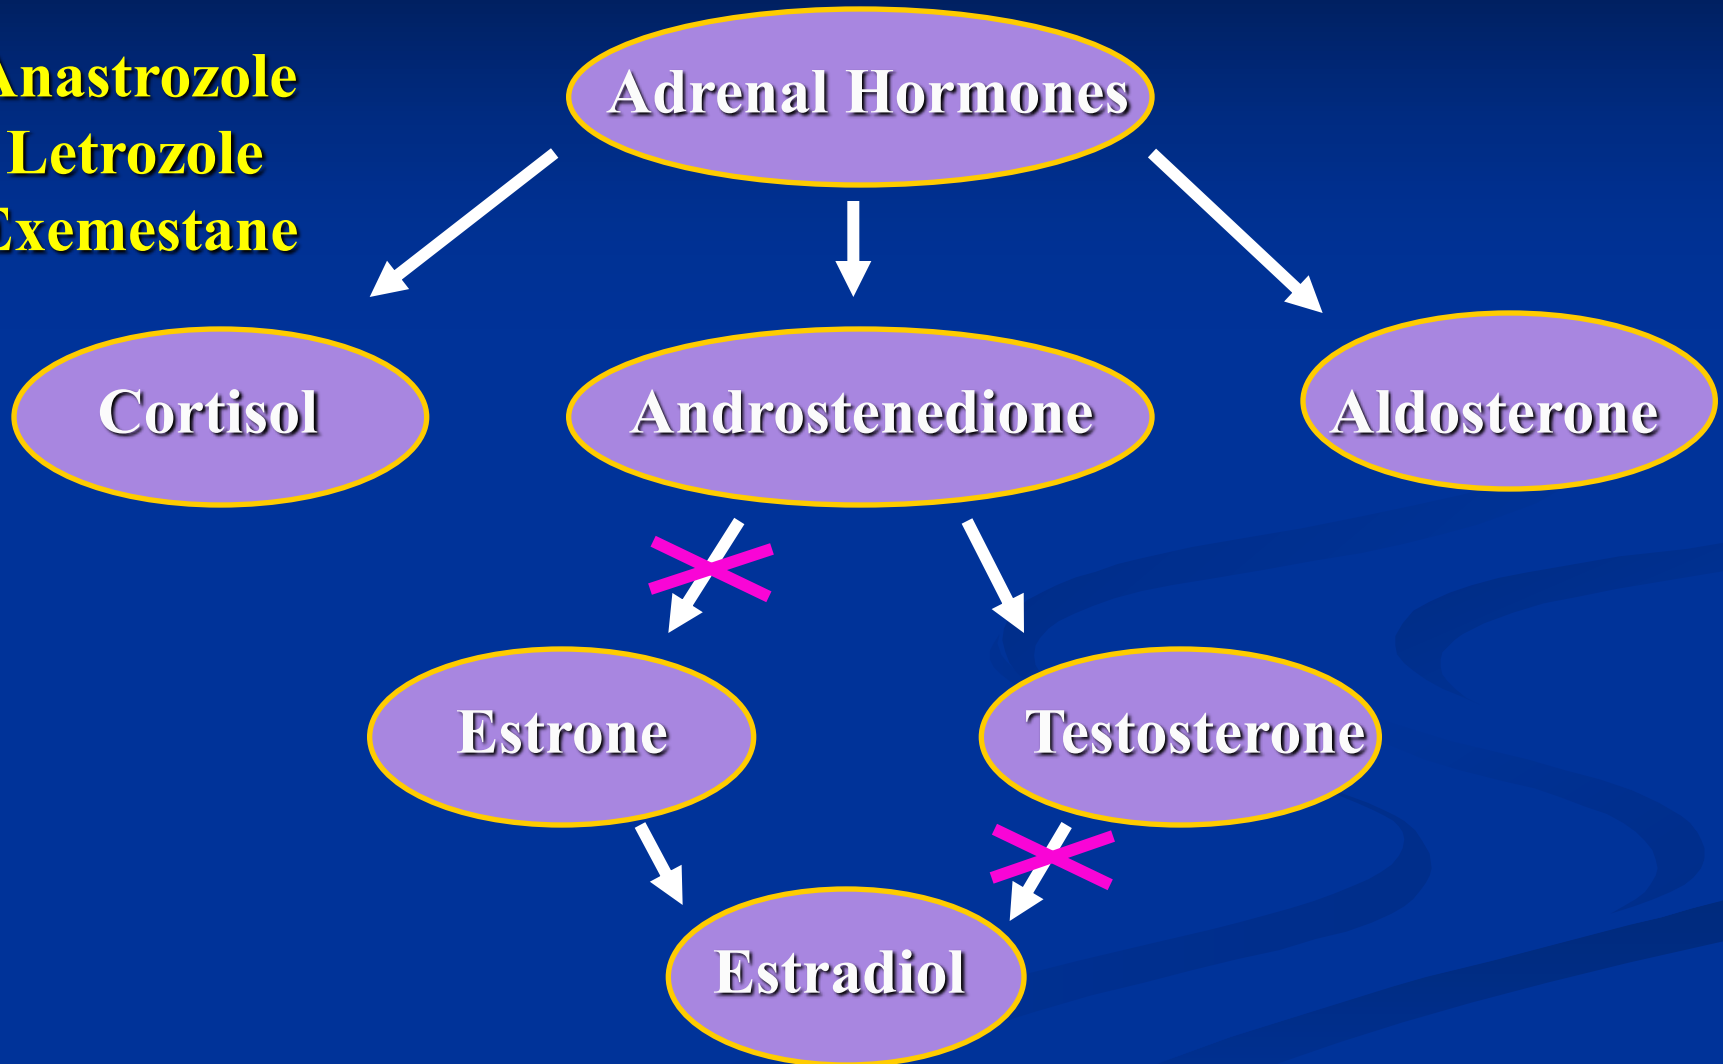 Anastrozole
Letrozole
Exemestane
Adrenal Hormones
Cortisol
Androstenedione
Aldosterone
Estrone
Testosterone
Estradiol